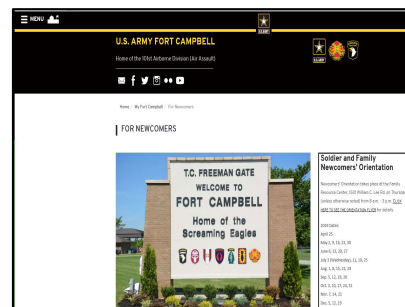 MENU
U.S.ARMY
U.S. ARMY FORT CAMPBELL
Home of the 101st Airborne Division (Air Assault)
Home / My Fort Campbell / For Newcomers
FOR NEWCOMERS
T.C. FREEMAN GATE
WELCOME TO
FORT CAMPBELL
Home of the
Screaming Eagles
Soldier and Family
Newcomers' Orientation
Newcomers' Orientation takes place at the Family
Resource Center, 1501 William C. Lee Rd. on Thursdays
(unless otherwise noted) from 9 a.m. - 2 p.m. CLICK
HERE TO SEE THE ORIENTATION FLYER for details.
2024 Dates:
April 25
May 2, 9, 16, 23, 30
June 6, 13, 20, 27
July 3 (Wednesday), 11, 18, 25
Aug. 1, 8, 15, 22, 29
Sep. 5, 12, 19, 26
Oct. 3, 10, 17, 24, 31
Nov. 7, 14, 21
Dec. 5, 12, 19